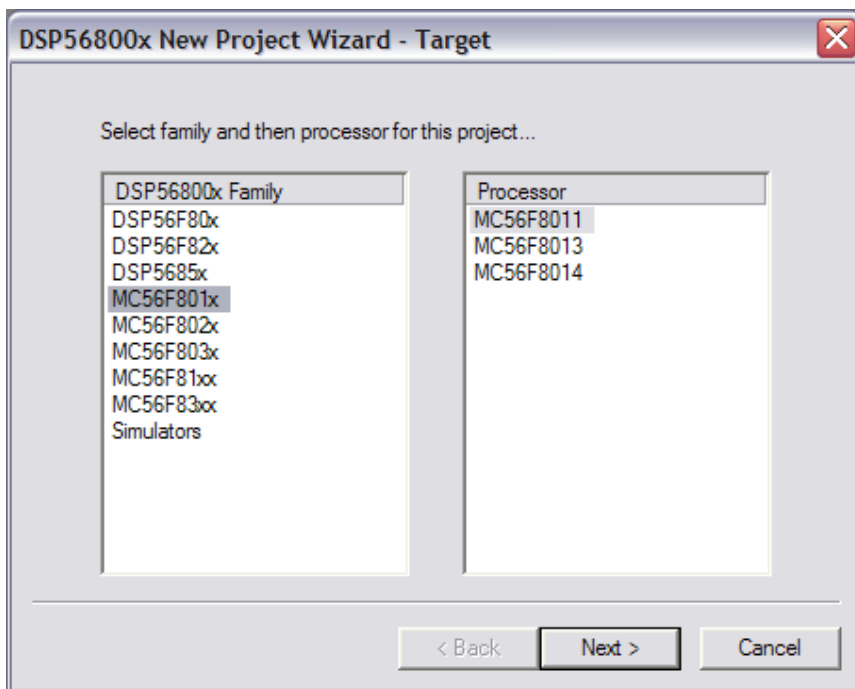 DSP56800x New Project Wizard - Target
Select family and then processor for this project...
DSP56800x Family
DSP56F80x
DSP56F82x
DSP5685x
MC56F801x
MC56F802x
MC56F803x
MC56F81xx
MC56F83xx
Simulators
Processor
MC56F8011
MC56F8013
MC56F8014
< Back
Next >
Cancel